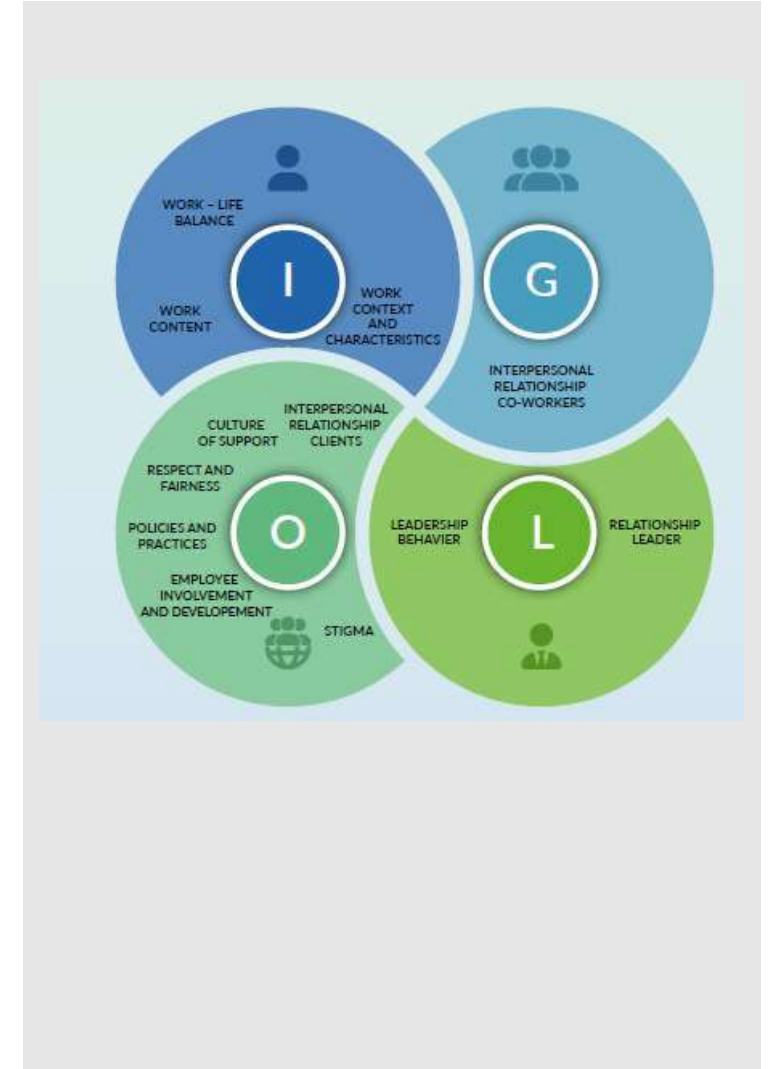 WORK – LIFE
BALANCE
I
WORK
CONTENT
WORK
CONTEXT
AND
CHARACTERISTICS
G
INTERPERSONAL
RELATIONSHIP
CO-WORKERS
CULTURE
OF SUPPORT
INTERPERSONAL
RELATIONSHIP
CLIENTS
RESPECT AND
FAIRNESS
O
POLICIES AND
PRACTICES
EMPLOYEE
INVOLVEMENT
AND DEVELOPEMENT
STIGMA
LEADERSHIP
BEHAVIER
L
RELATIONSHIP
LEADER